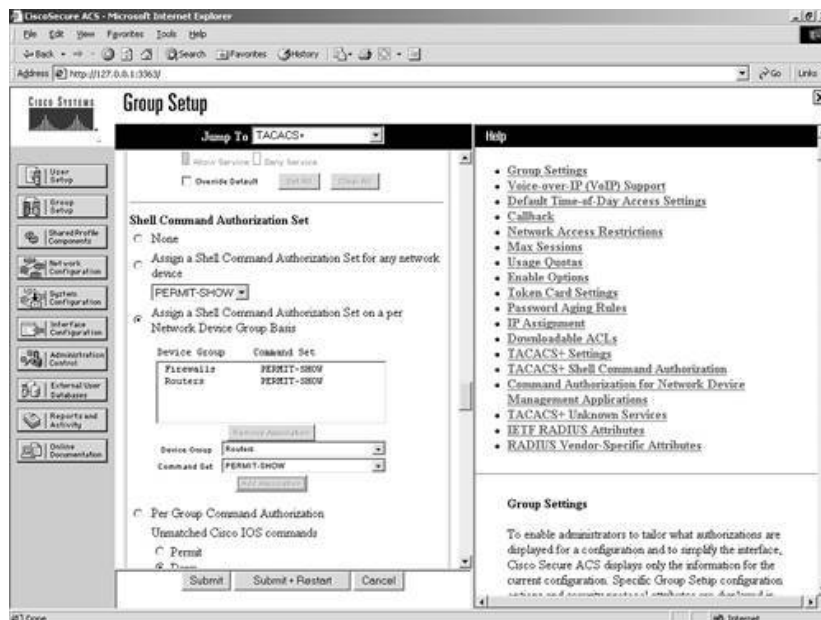 CiscoSecure ACS - Microsoft Internet Explorer
File Edit View Favorites Tools Help
Back Search Favorites History
Address http://127.0.0.1:3363/ Go Links
CISCO SYSTEMS
Group Setup
Jump To TACACS+
User Setup
Group Setup
Shared Profile Components
Network Configuration
System Configuration
Interface Configuration
Administration Control
External User Databases
Reports and Activity
Online Documentation
Allow Service Deny Service
Override Default
Shell Command Authorization Set
None
Assign a Shell Command Authorization Set for any network
device
PERMIT-SHOW
Assign a Shell Command Authorization Set on a per
Network Device Group Basis
Device Group Command Set
Firewalls PERMIT-SHOW
Routers PERMIT-SHOW
Remove Association
Device Group Routers
Command Set PERMIT-SHOW
Add Association
Per Group Command Authorization
Unmatched Cisco IOS commands
Permit
Submit Submit + Restart Cancel
Help
Group Settings
Voice-over-IP (VoIP) Support
Default Time-of-Day Access Settings
Callback
Network Access Restrictions
Max Sessions
Usage Quotas
Enable Options
Token Card Settings
Password Aging Rules
IP Assignment
Downloadable ACLs
TACACS+ Settings
TACACS+ Shell Command Authorization
Command Authorization for Network Device
Management Applications
TACACS+ Unknown Services
IETF RADIUS Attributes
RADIUS Vendor-Specific Attributes
Group Settings
To enable administrators to tailor what authorizations are
displayed for a configuration and to simplify the interface,
Cisco Secure ACS displays only the information for the
current configuration. Specific Group Setup configuration
Done Internet